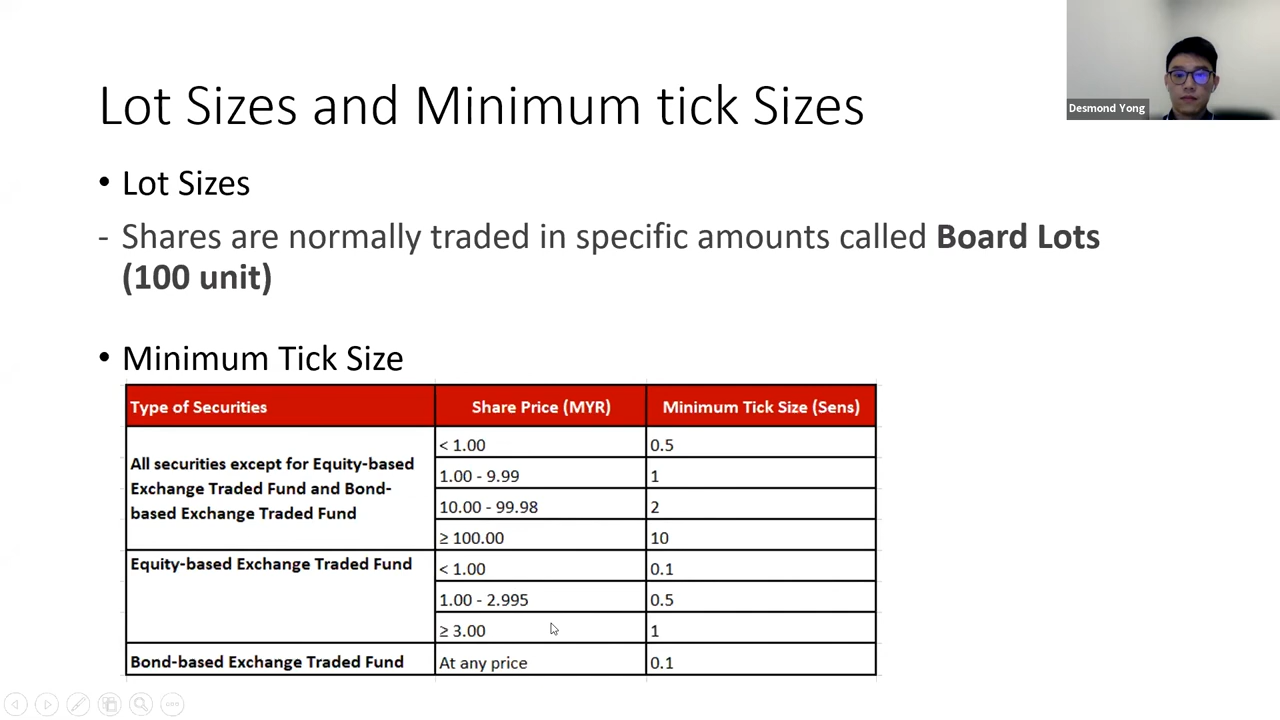 Desmond Yong
Lot Sizes and Minimum tick Sizes
• Lot Sizes
- Shares are normally traded in specific amounts called Board Lots
(100 unit)
• Minimum Tick Size
Type of Securities Share Price (MYR) Minimum Tick Size (Sens)
All securities except for Equity-based
Exchange Traded Fund and Bond-
based Exchange Traded Fund
< 1.00 0.5
1.00 - 9.99 1
10.00 - 99.98 2
≥ 100.00 10
Equity-based Exchange Traded Fund
< 1.00 0.1
1.00 - 2.995 0.5
≥ 3.00 1
Bond-based Exchange Traded Fund At any price 0.1